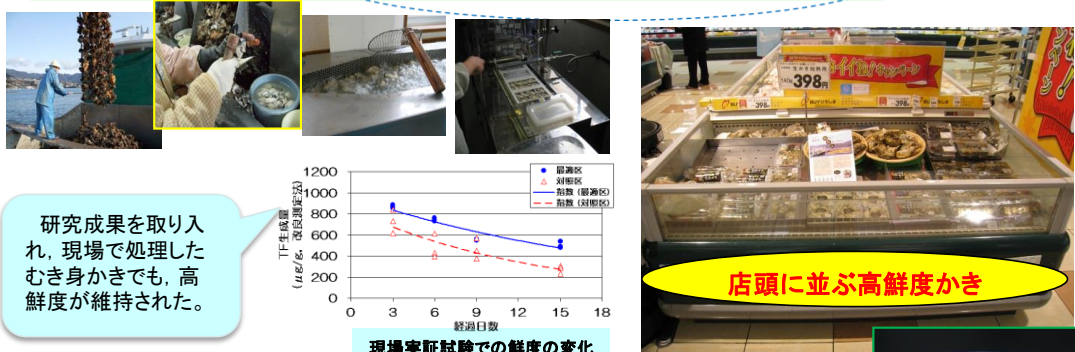 398円
398
398
研究成果を取り入
れ，現場で処理した
むき身かきでも，高
鮮度が維持された。
TF生成量
（μg/g，改良測定法）
1200
1000
800
600
400
200
0
0
3
6
9
12
15
18
経過日数
最適区
対照区
指数 (最適区)
指数 (対照区)
現場実証試験での鮮度の変化
店頭に並ぶ高鮮度かき